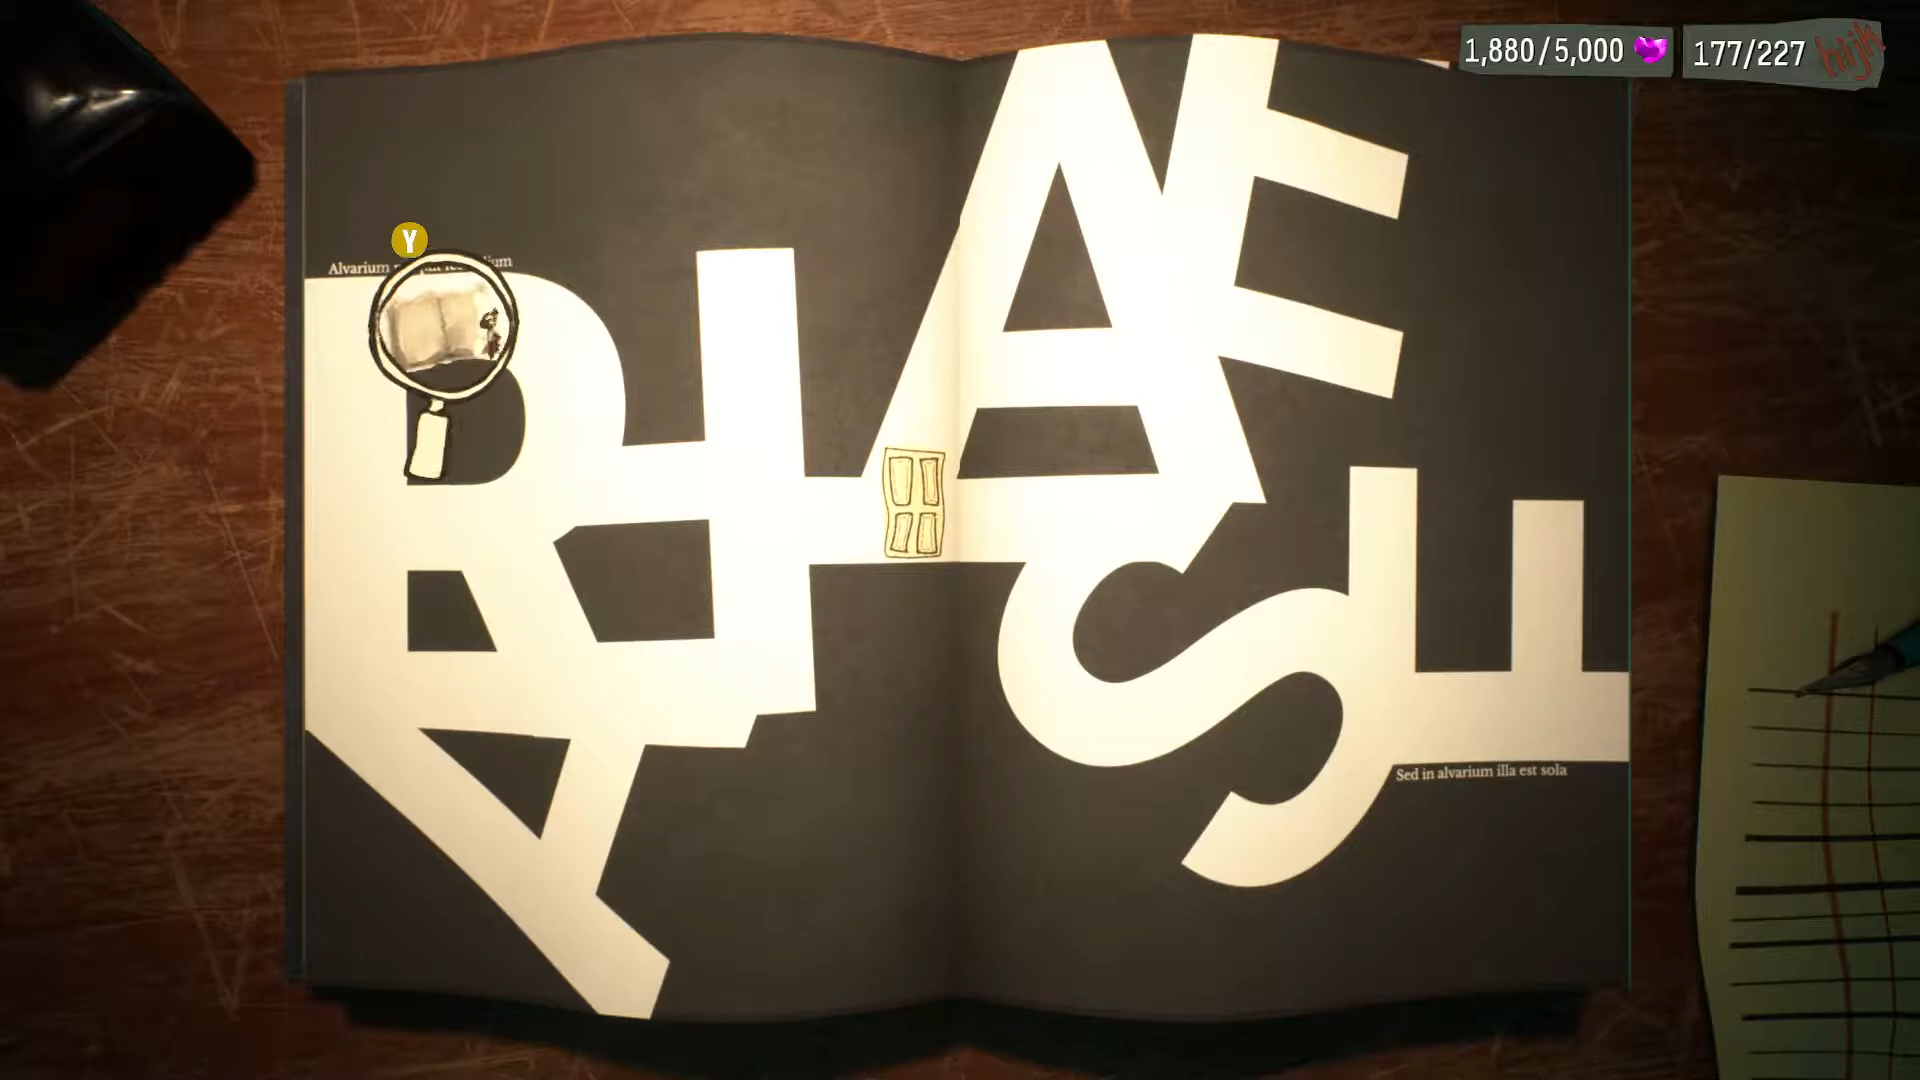 1,880/5,000
177/227 hijk
Y
Alvarium
R H A E
A S F
Sed in alvarium illa est sola